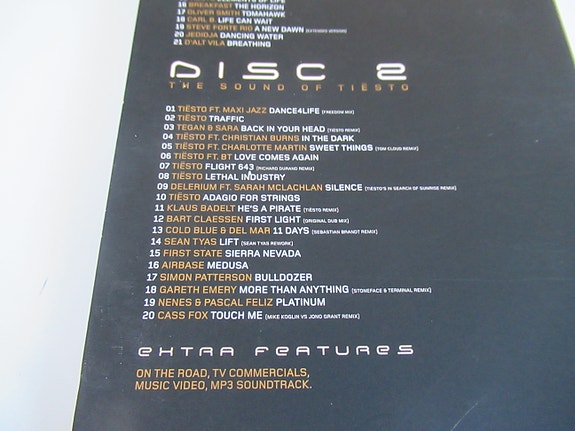 16 BREAKFAST THE HORIZON
17 OLIVER SMITH TOMAHAWK
18 CARL B. LIFE CAN WAIT
19 STEVE FORTE RIO A NEW DAWN [EXTENDED VERSION]
20 JEDIDJA DANCING WATER
21 D'ALT VILA BREATHING
DISC 2
THE SOUND OF TIËSTO
01 TIËSTO FT. MAXI JAZZ DANCE4LIFE [FREEDOM MIX]
02 TIËSTO TRAFFIC
03 TEGAN & SARA BACK IN YOUR HEAD [TIËSTO REMIX]
04 TIËSTO FT. CHRISTIAN BURNS IN THE DARK
05 TIËSTO FT. CHARLOTTE MARTIN SWEET THINGS [TOM CLOUD REMIX]
06 TIËSTO FT. BT LOVE COMES AGAIN
07 TIËSTO FLIGHT 643 [RICHARD DURAND REMIX]
08 TIËSTO LETHAL INDUSTRY
09 DELERIUM FT. SARAH MCLACHLAN SILENCE [TIËSTO'S IN SEARCH OF SUNRISE REMIX]
10 TIËSTO ADAGIO FOR STRINGS
11 KLAUS BADELT HE'S A PIRATE [TIËSTO REMIX]
12 BART CLAESSEN FIRST LIGHT [ORIGINAL DUB MIX]
13 COLD BLUE & DEL MAR 11 DAYS [SEBASTIAN BRANDT REMIX]
14 SEAN TYAS LIFT [SEAN TYAS REWORK]
15 FIRST STATE SIERRA NEVADA
16 AIRBASE MEDUSA
17 SIMON PATTERSON BULLDOZER
18 GARETH EMERY MORE THAN ANYTHING [STONEFACE & TERMINAL REMIX]
19 NENES & PASCAL FELIZ PLATINUM
20 CASS FOX TOUCH ME [MIKE KOGLIN VS JONO GRANT REMIX]
EXTRA FEATURES
ON THE ROAD, TV COMMERCIALS,
MUSIC VIDEO, MP3 SOUNDTRACK.